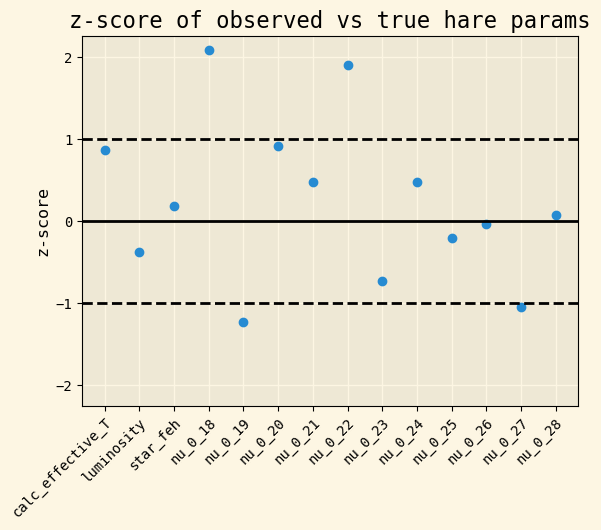 z-score of observed vs true hare params
z-score
2
1
0
−1
−2
calc_effective_T
luminosity
star_feh
nu_0_18
nu_0_19
nu_0_20
nu_0_21
nu_0_22
nu_0_23
nu_0_24
nu_0_25
nu_0_26
nu_0_27
nu_0_28